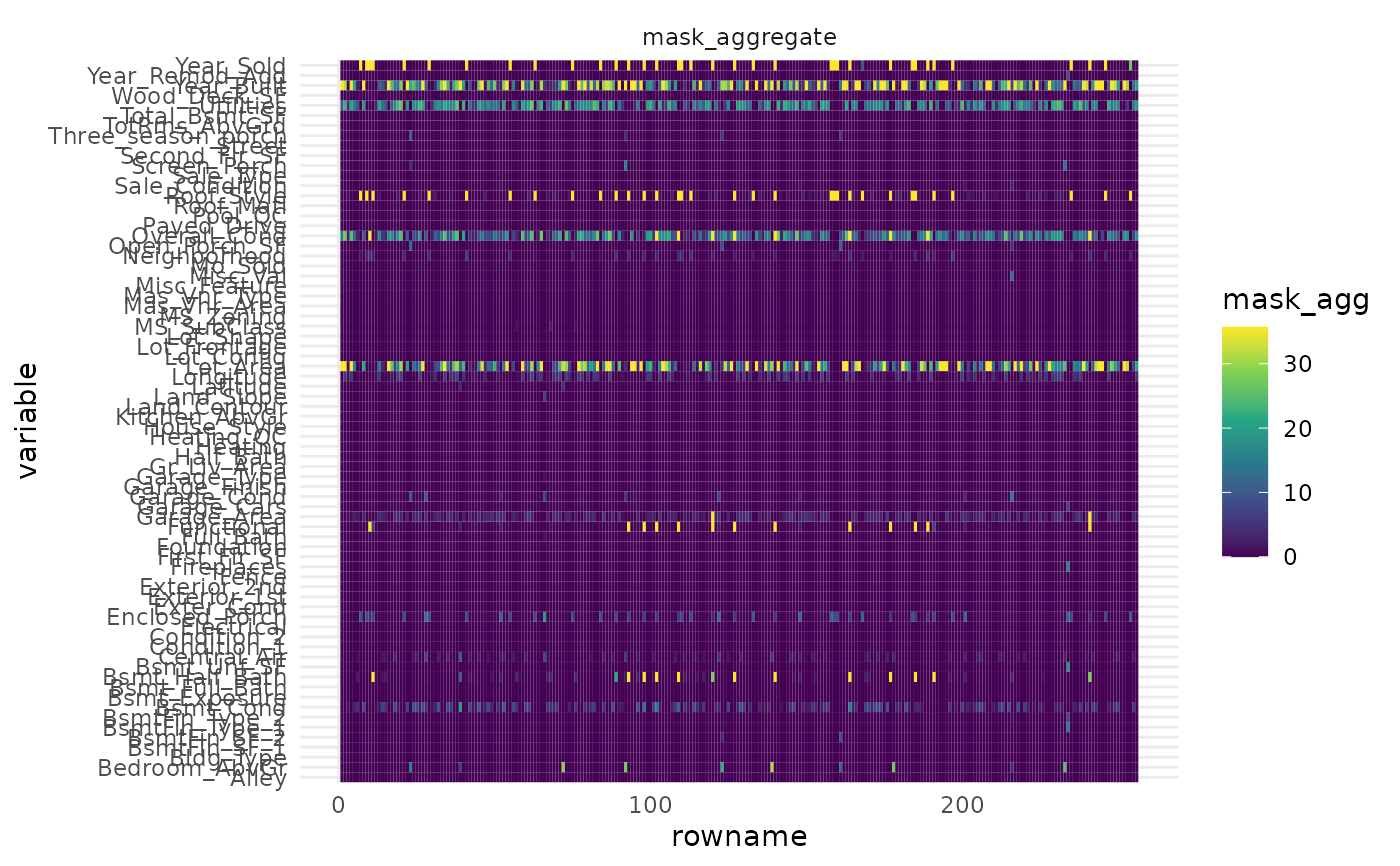 mask_aggregate
Year_Sold
Year_Remod_Add
Year_Built
Wood_Deck_SF
Utilities
Total_Bsmt_SF
TotRms_AbvGrd
Three_season_porch
Street
Second_Flr_SF
Screen_Porch
Sale_Type
Sale_Condition
Roof_Style
Roof_Matl
Pool_QC
Paved_Drive
Overall_Cond
Open_Porch_SF
Neighborhood
Mo_Sold
Misc_Val
Misc_Feature
Mas_Vnr_Type
Mas_Vnr_Area
MS_Zoning
MS_SubClass
Lot_Shape
Lot_Frontage
Lot_Config
Lot_Area
Longitude
Latitude
Land_Slope
Land_Contour
Kitchen_AbvGr
House_Style
Heating_QC
Heating
Half_Bath
Gr_Liv_Area
Garage_Type
Garage_Finish
Garage_Cond
Garage_Cars
Garage_Area
Functional
Full_Bath
Foundation
First_Flr_SF
Fireplaces
Fence
Exterior_2nd
Exterior_1st
Exter_Cond
Enclosed_Porch
Electrical
Condition_2
Condition_1
Central_Air
Bsmt_Unf_SF
Bsmt_Half_Bath
Bsmt_Full_Bath
Bsmt_Exposure
Bsmt_Cond
BsmtFin_Type_2
BsmtFin_Type_1
BsmtFin_SF_2
BsmtFin_SF_1
Bldg_Type
Bedroom_AbvGr
Alley
variable
0 100 200
rowname
mask_agg
30
20
10
0